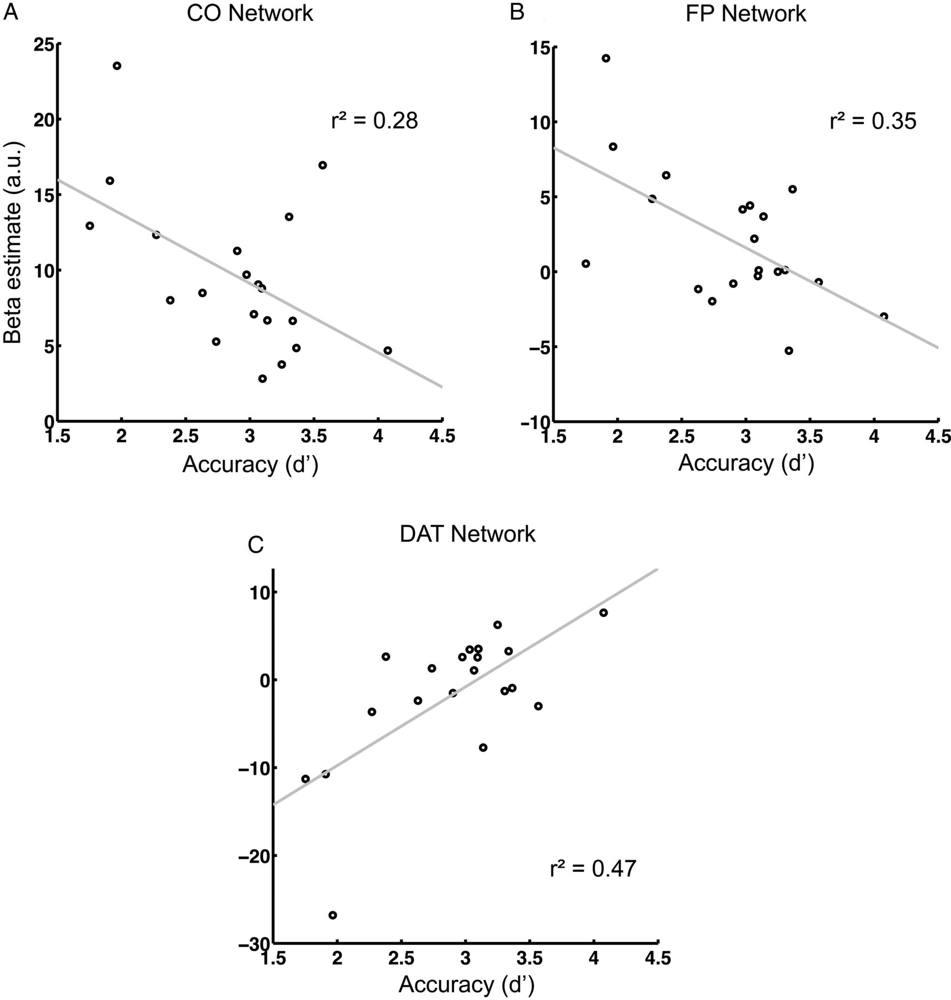 A
CO Network
25
20
15
10
5
0
r² = 0.28
Beta estimate (a.u.)
1.5 2 2.5 3 3.5 4 4.5
Accuracy (d’)
B
FP Network
15
10
5
0
−5
−10
r² = 0.35
1.5 2 2.5 3 3.5 4 4.5
Accuracy (d’)
C
DAT Network
10
0
−10
−20
−30
r² = 0.47
1.5 2 2.5 3 3.5 4 4.5
Accuracy (d’)